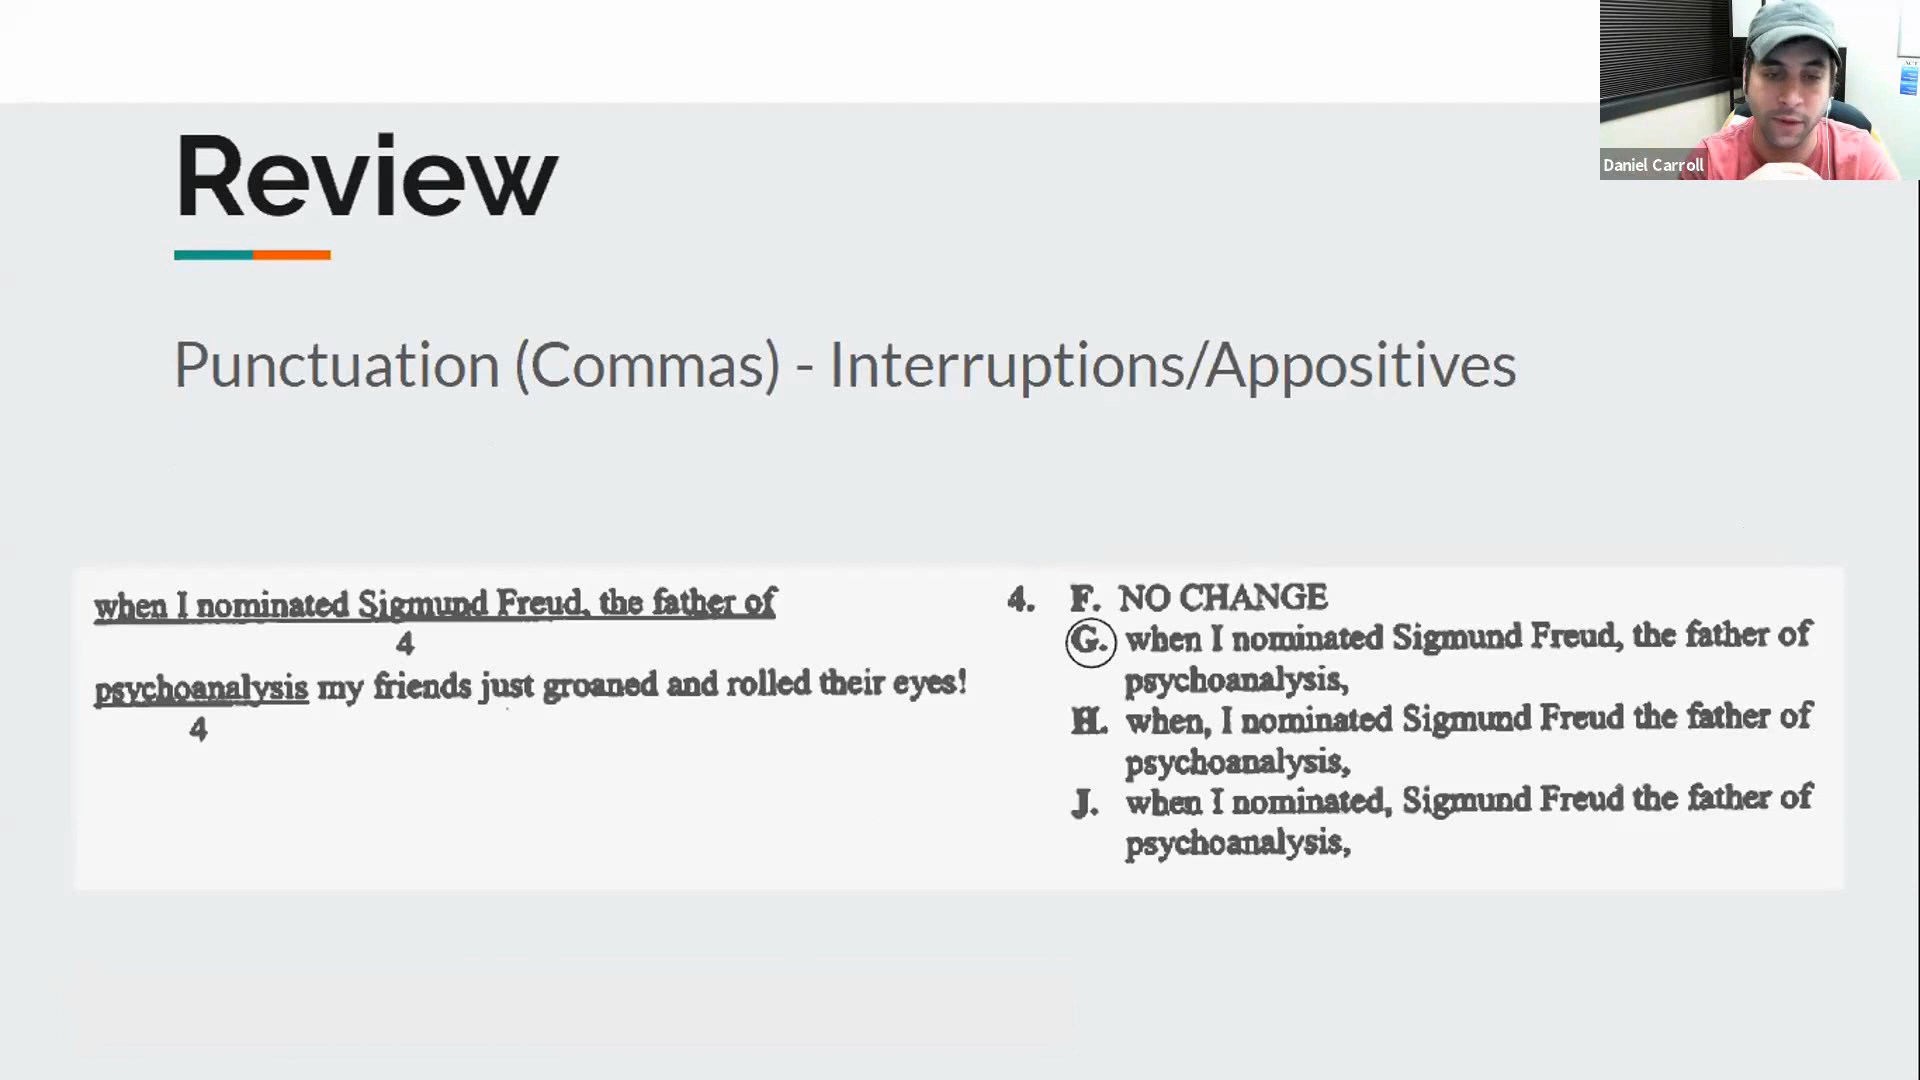 Review
Daniel Carroll
Punctuation (Commas) - Interruptions/Appositives
when I nominated Sigmund Freud, the father of
4
psychoanalysis my friends just groaned and rolled their eyes!
4
4. F. NO CHANGE
G. when I nominated Sigmund Freud, the father of
psychoanalysis,
H. when, I nominated Sigmund Freud the father of
psychoanalysis,
J. when I nominated, Sigmund Freud the father of
psychoanalysis,